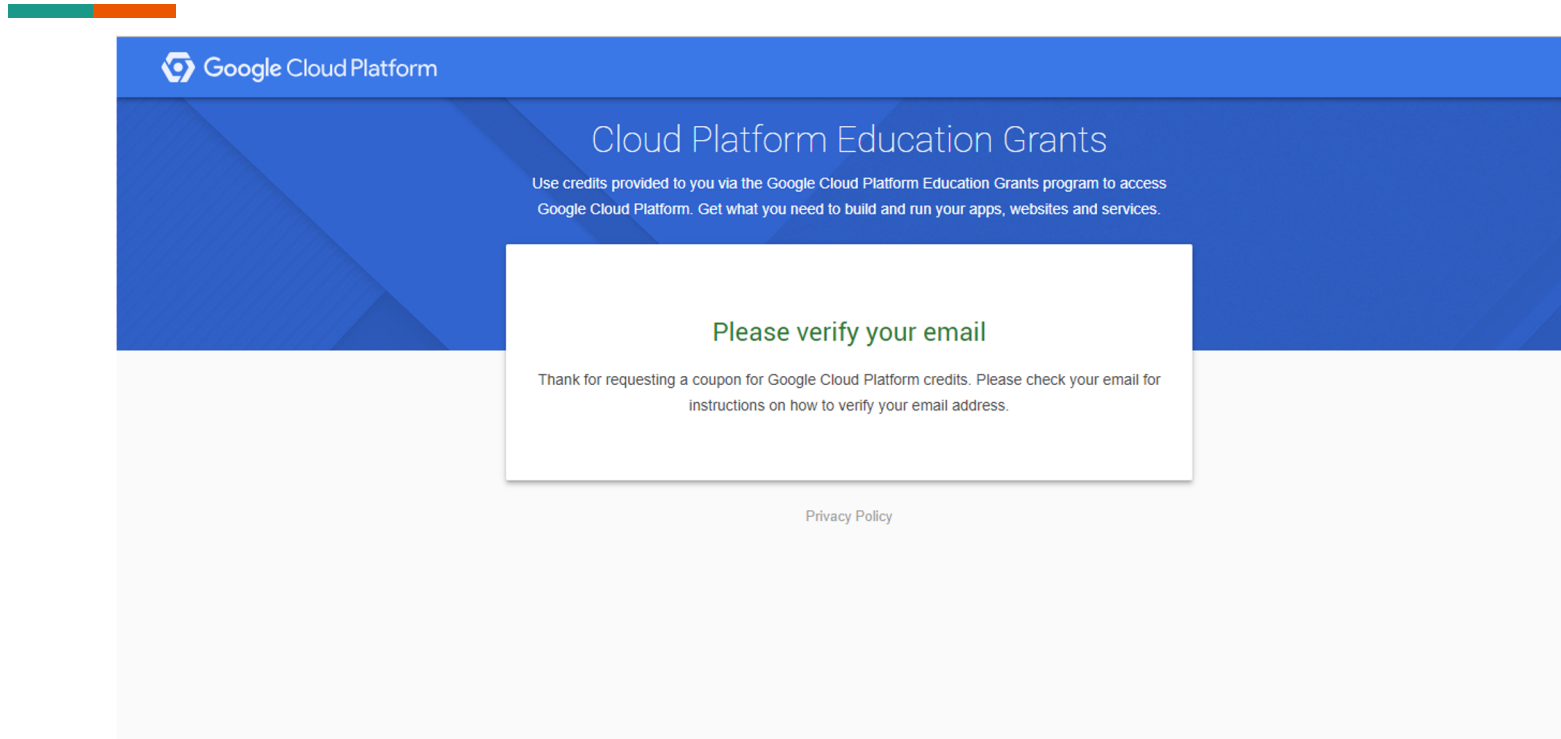 Google Cloud Platform
Cloud Platform Education Grants
Use credits provided to you via the Google Cloud Platform Education Grants program to access
Google Cloud Platform. Get what you need to build and run your apps, websites and services.
Please verify your email
Thank for requesting a coupon for Google Cloud Platform credits. Please check your email for
instructions on how to verify your email address.
Privacy Policy